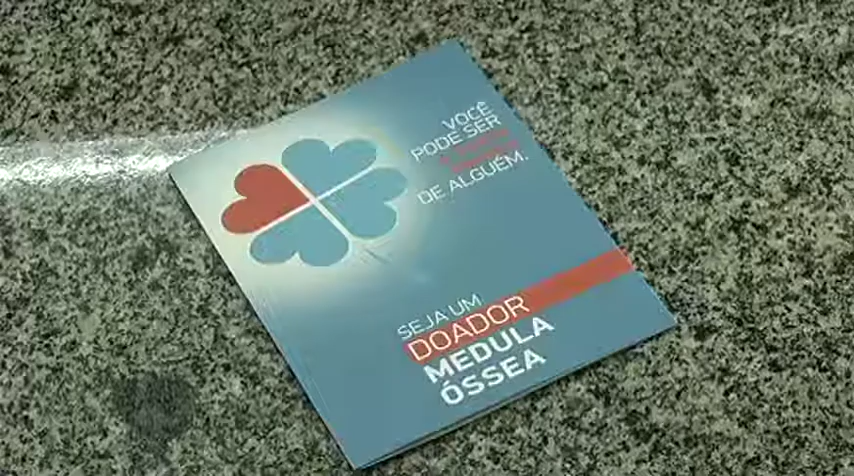 VOCÊ
PODE SER
DE ALGUÉM.
SEJA UM
DOADOR
MEDULA
ÓSSEA